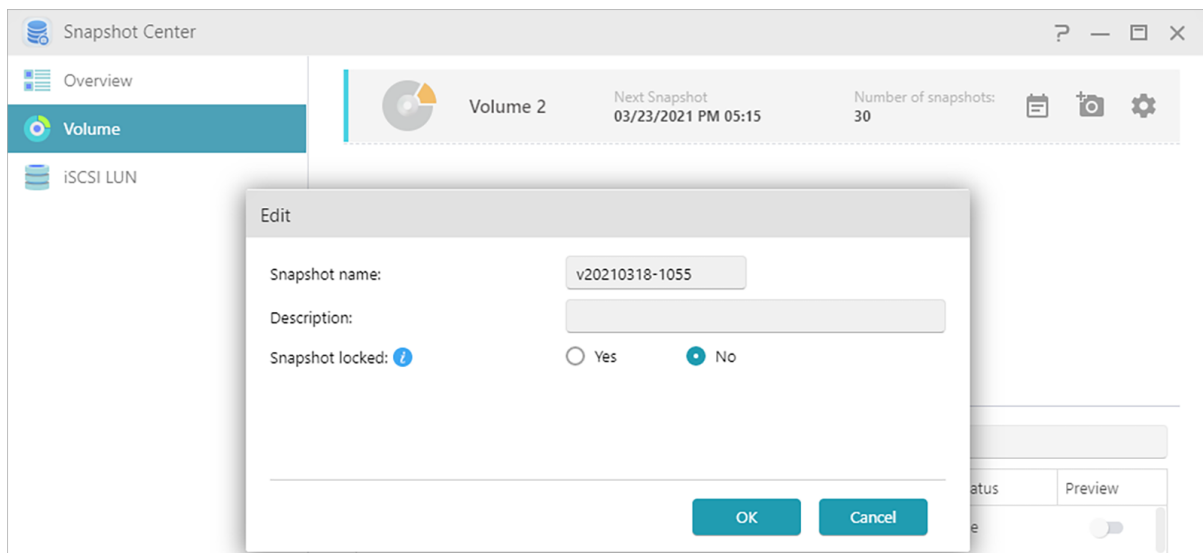 Snapshot Center
Overview
Volume
iSCSI LUN
Volume 2
Next Snapshot
03/23/2021 PM 05:15
Number of snapshots:
30
Edit
Snapshot name:
v20210318-1055
Description:
Snapshot locked:
Yes
No
OK
Cancel
Preview